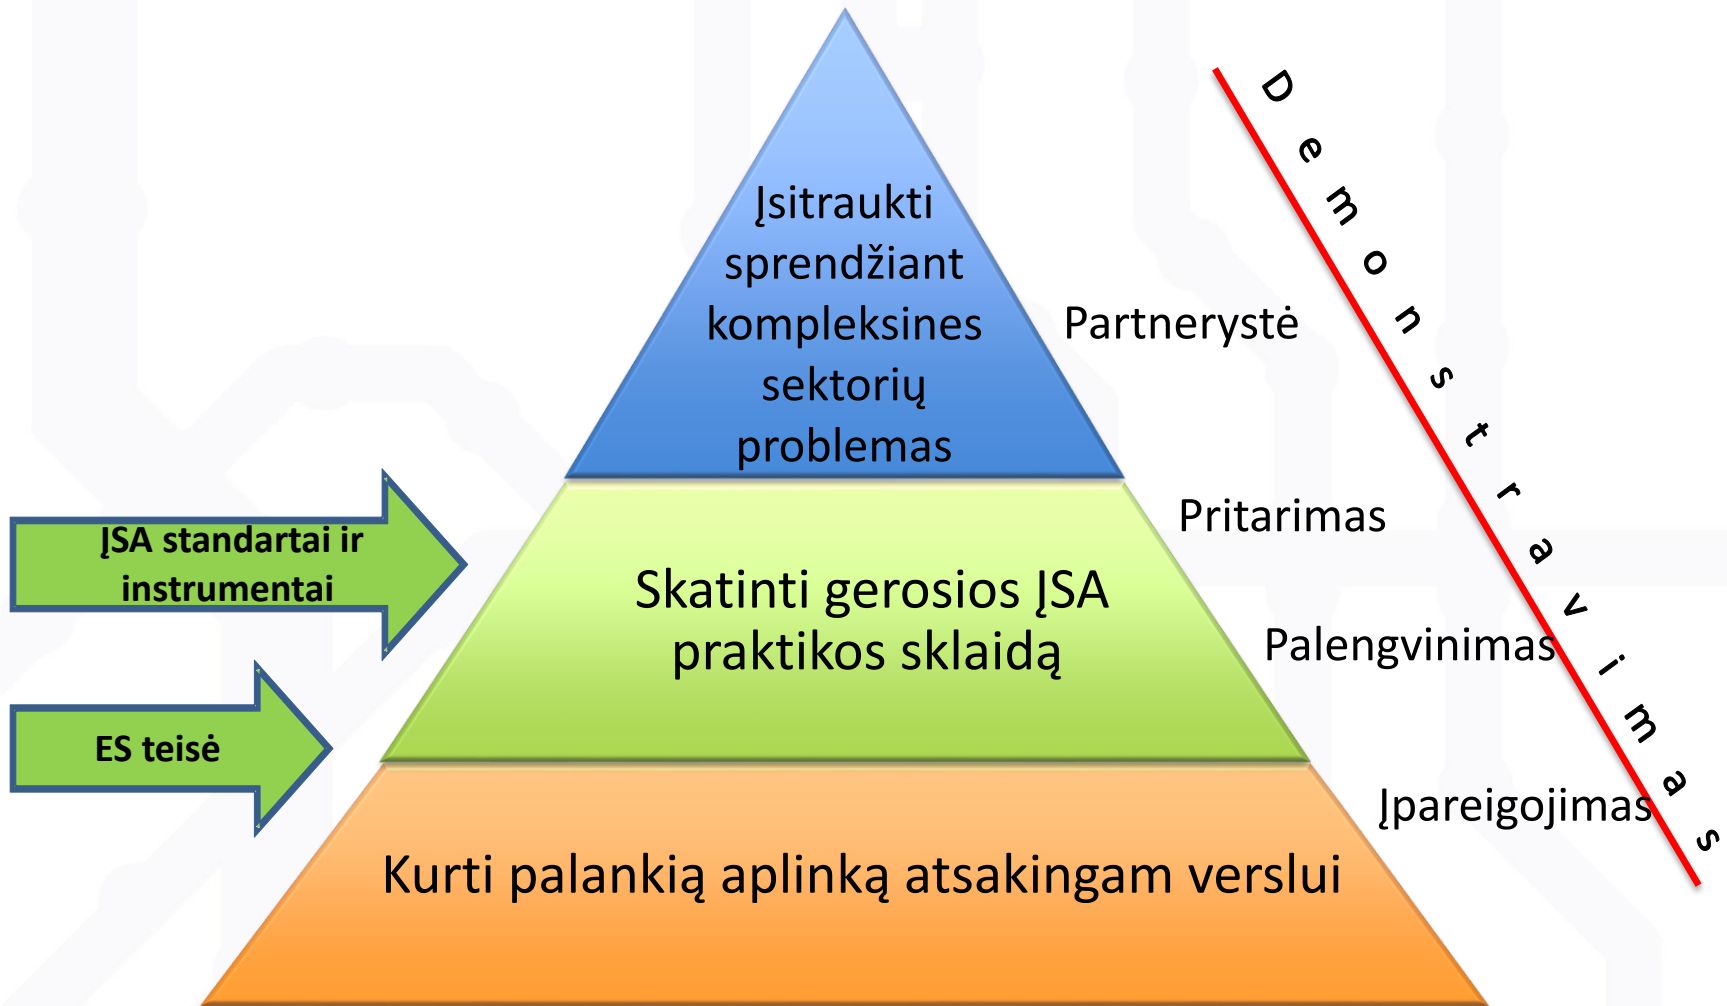 Įsitraukti
sprendžiant
kompleksines
sektorių
problemas
Partnerystė
Demonstravimas
Pritarimas
ĮSA standartai ir
instrumentai
Skatinti gerosios ĮSA
praktikos sklaidą
Palengvinimas
ES teisė
Įpareigojimas
Kurti palankią aplinką atsakingam verslui